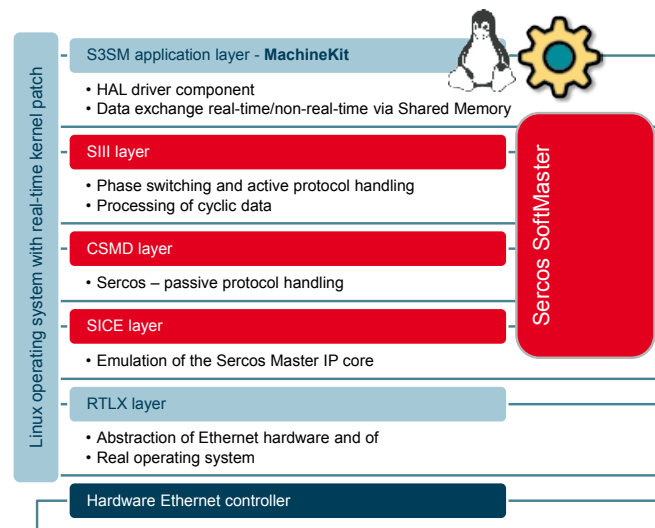 Linux operating system with real-time kernel patch
S3SM application layer - MachineKit
• HAL driver component
• Data exchange real-time/non-real-time via Shared Memory
SIII layer
• Phase switching and active protocol handling
• Processing of cyclic data
CSMD layer
• Sercos – passive protocol handling
SICE layer
• Emulation of the Sercos Master IP core
Sercos SoftMaster
RTLX layer
• Abstraction of Ethernet hardware and of
• Real operating system
Hardware Ethernet controller